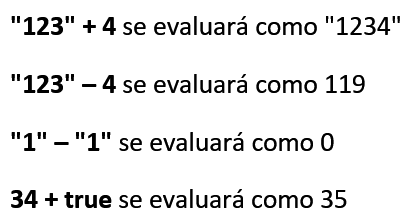 "123" + 4 se evaluará como "1234"
"123" – 4 se evaluará como 119
"1" – "1" se evaluará como 0
34 + true se evaluará como 35